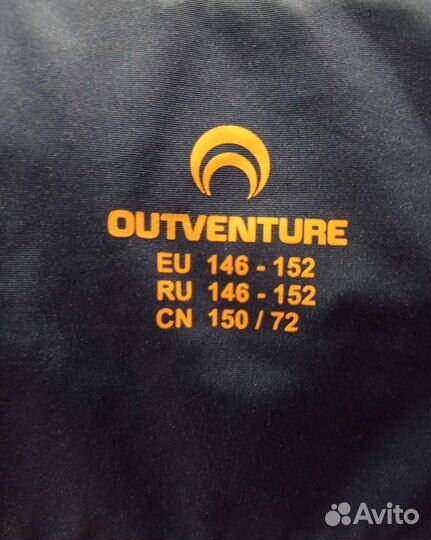 OUTVENTURE
EU 146 - 152
RU 146 - 152
CN 150 / 72
Avito